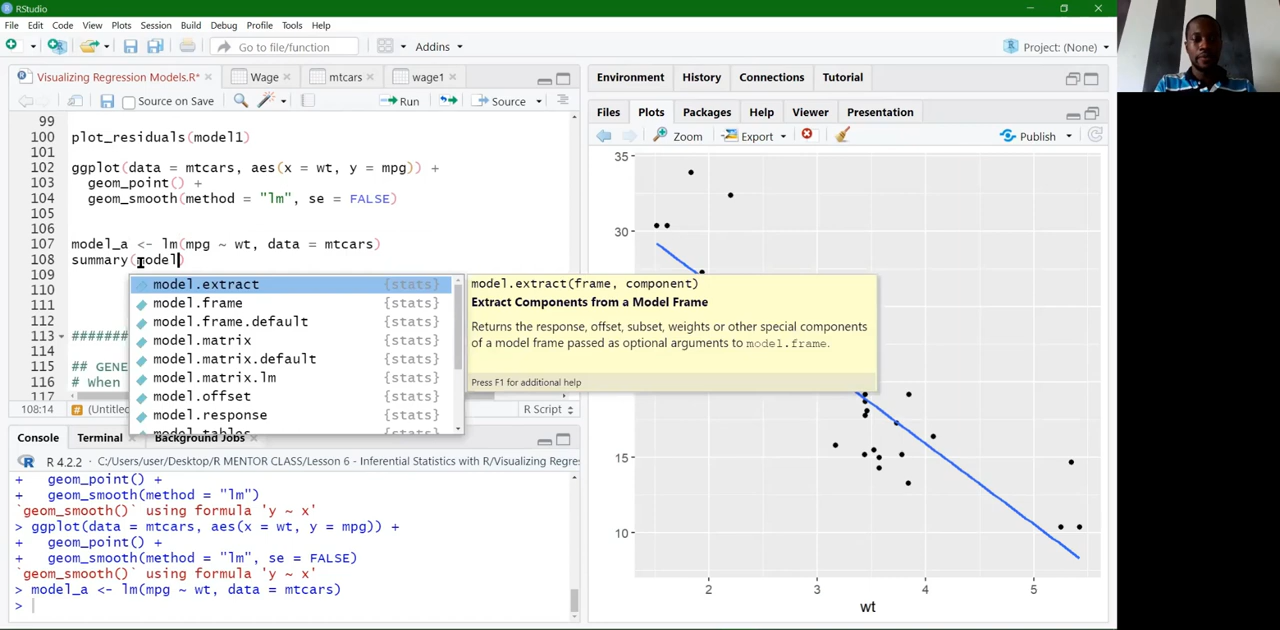 RStudio
File Edit Code View Plots Session Build Debug Profile Tools Help
Go to file/function Addins Project: (None)
Visualizing Regression Models.R* Wage mtcars wage1
Source on Save Run Source
99
100 plot_residuals(model1)
101
102 ggplot(data = mtcars, aes(x = wt, y = mpg)) +
103 geom_point() +
104 geom_smooth(method = "lm", se = FALSE)
105
106
107 model_a <- lm(mpg ~ wt, data = mtcars)
108 summary(model)
109
110
111
112
113 #######
114
115 ## GENE
116 # When
117
model.extract {stats}
model.frame {stats}
model.frame.default {stats}
model.matrix {stats}
model.matrix.default {stats}
model.matrix.lm {stats}
model.offset {stats}
model.response {stats}
model.tables {stats}
model.extract(frame, component)
Extract Components from a Model Frame
Returns the response, offset, subset, weights or other special components
of a model frame passed as optional arguments to model.frame.
Press F1 for additional help
108:14 (Untitled R Script
Console Terminal Background Jobs
R 4.2.2 · C:/Users/user/Desktop/R MENTOR CLASS/Lesson 6 - Inferential Statistics with R/Visualizing Regre
+ geom_point() +
+ geom_smooth(method = "lm")
`geom_smooth()` using formula 'y ~ x'
> ggplot(data = mtcars, aes(x = wt, y = mpg)) +
+ geom_point() +
+ geom_smooth(method = "lm", se = FALSE)
`geom_smooth()` using formula 'y ~ x'
> model_a <- lm(mpg ~ wt, data = mtcars)
>
Environment History Connections Tutorial
Files Plots Packages Help Viewer Presentation
Zoom Export Publish
35
30
15
10
2 3 4 5
wt